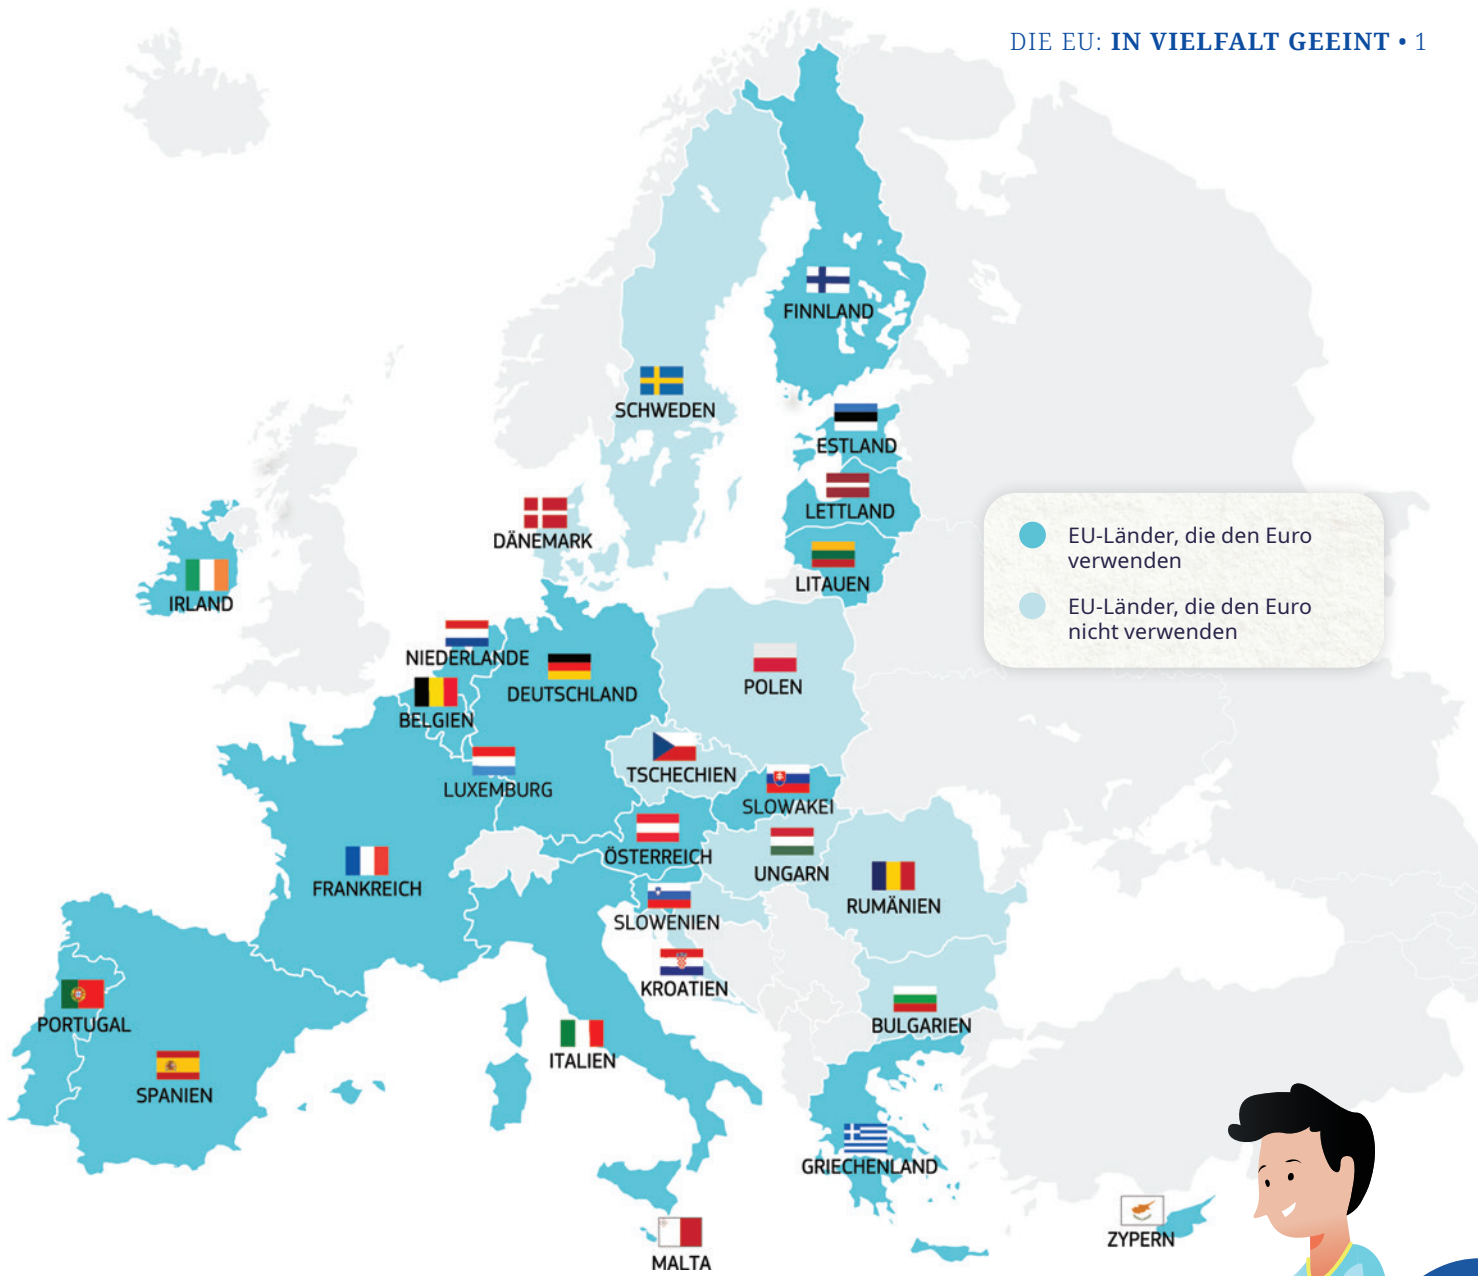 DIE EU: IN VIELFALT GEEINT • 1
FINNLAND
SCHWEDEN
ESTLAND
LETTLAND
DÄNEMARK
LITAUEN
EU-Länder, die den Euro
verwenden
EU-Länder, die den Euro
nicht verwenden
IRLAND
NIEDERLANDE
DEUTSCHLAND
POLEN
BELGIEN
TSCHECHIEN
LUXEMBURG
SLOWAKEI
ÖSTERREICH
UNGARN
FRANKREICH
RUMÄNIEN
SLOWENIEN
KROATIEN
PORTUGAL
BULGARIEN
ITALIEN
SPANIEN
GRIECHENLAND
ZYPERN
MALTA